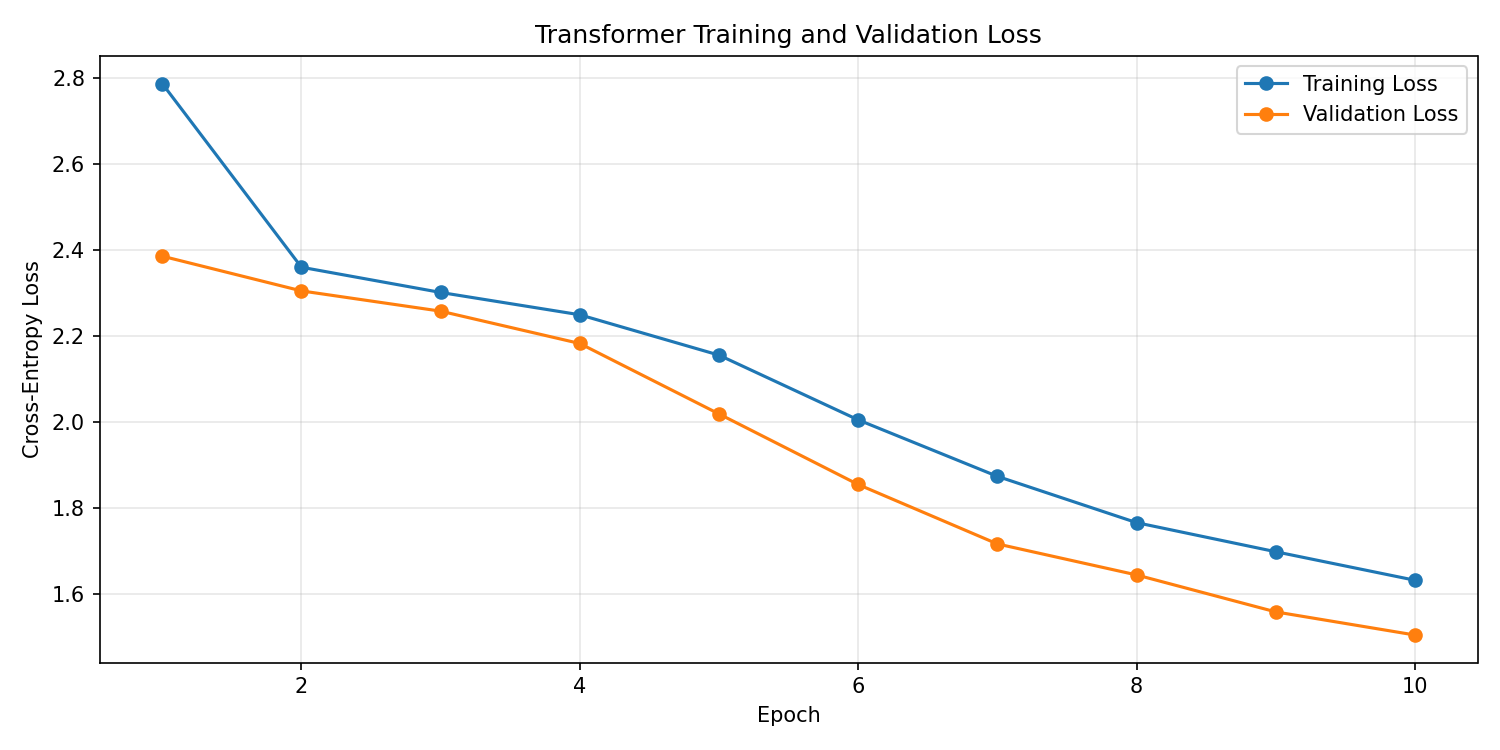 Transformer Training and Validation Loss
Training Loss
Validation Loss
Cross-Entropy Loss
2.8
2.6
2.4
2.2
2.0
1.8
1.6
2 4 6 8 10
Epoch